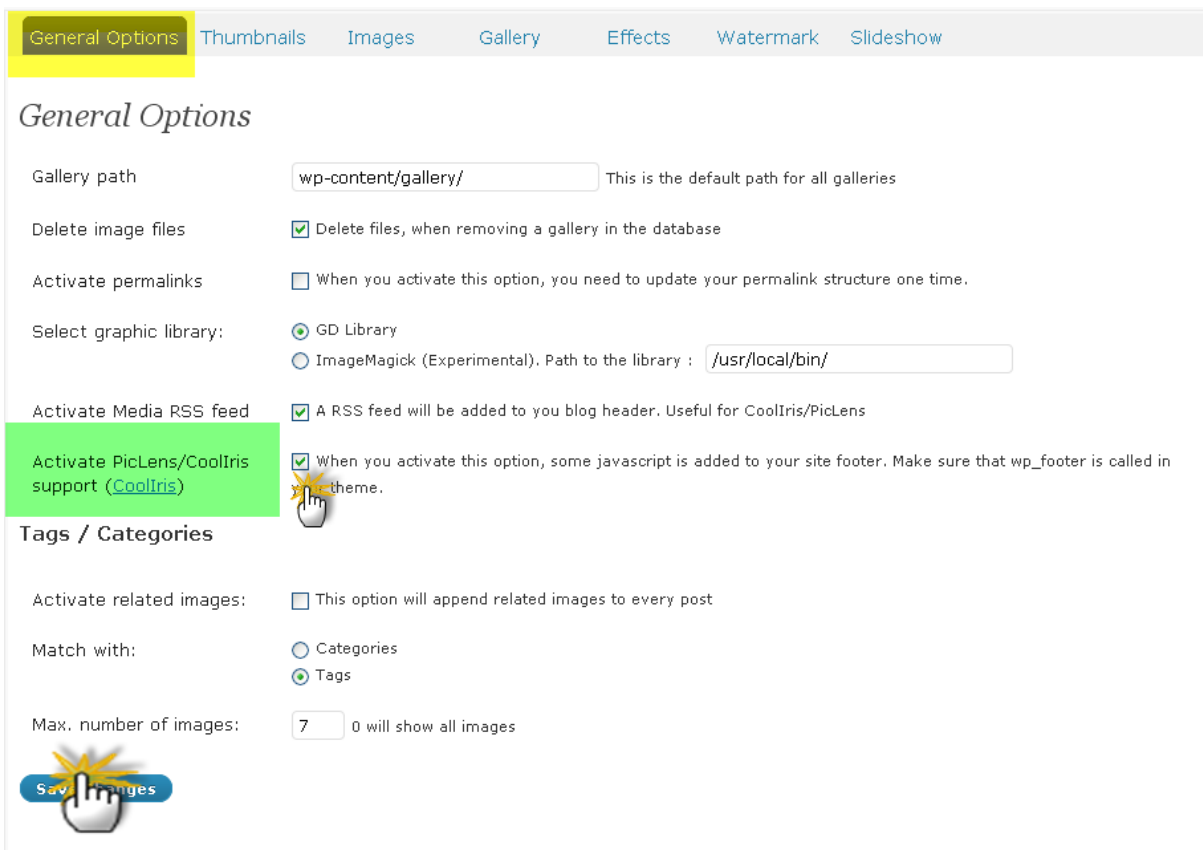 General Options Thumbnails Images Gallery Effects Watermark Slideshow
General Options
Gallery path wp-content/gallery/ This is the default path for all galleries
Delete image files Delete files, when removing a gallery in the database
Activate permalinks When you activate this option, you need to update your permalink structure one time.
Select graphic library: GD Library
ImageMagick (Experimental). Path to the library : /usr/local/bin/
Activate Media RSS feed A RSS feed will be added to you blog header. Useful for CoolIris/PicLens
Activate PicLens/CoolIris When you activate this option, some javascript is added to your site footer. Make sure that wp_footer is called in
support (CoolIris) theme.
Tags / Categories
Activate related images: This option will append related images to every post
Match with: Categories
Tags
Max. number of images: 7 0 will show all images